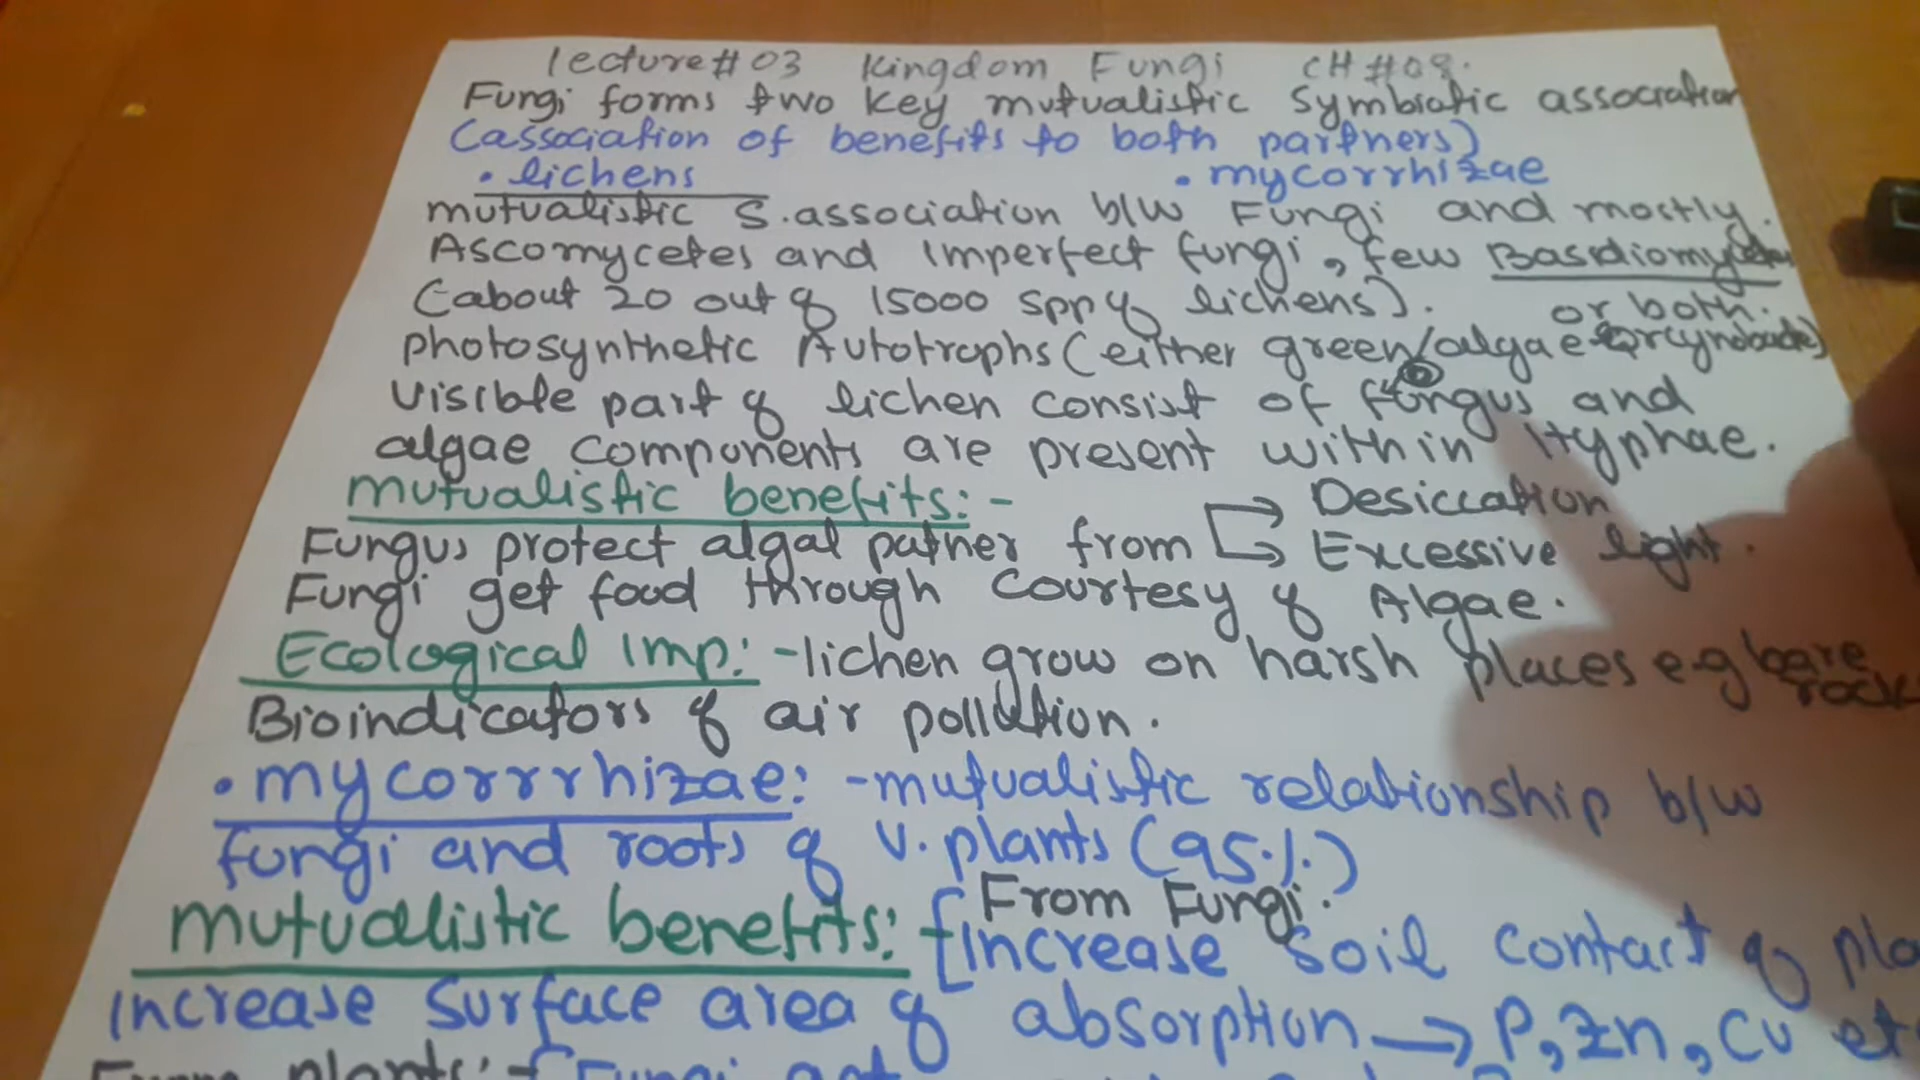 Lecture # 03 Kingdom Fungi CH # 08.
Fungi forms two key mutualistic Symbiotic association
(association of benefits to both partners)
• lichens • mycorrhizae
mutualistic S. association b/w Fungi and mostly.
Ascomycetes and Imperfect fungi, few
(about 20 out of 15000 spp of lichens). or both.
photosynthetic Autotrophs (either green/algae or
Visible part of lichen consist of fungus and
algae components are present within Hyphae.
mutualistic benefits:-
Desiccation
Fungus protect algal patner from Excessive light.
Fungi get food through courtesy of Algae.
Ecological Imp:- lichen grow on harsh places e.g bare
rock
Bioindicators of air pollution.
• mycorrrhizae:- mutualistic relationship b/w
fungi and roots of V. plants (95%)
From Fungi.
mutualistic benefits: Increase soil contact of pla
Increase surface area of absorption → P, Zn, Cu et
plants:- Fungi get